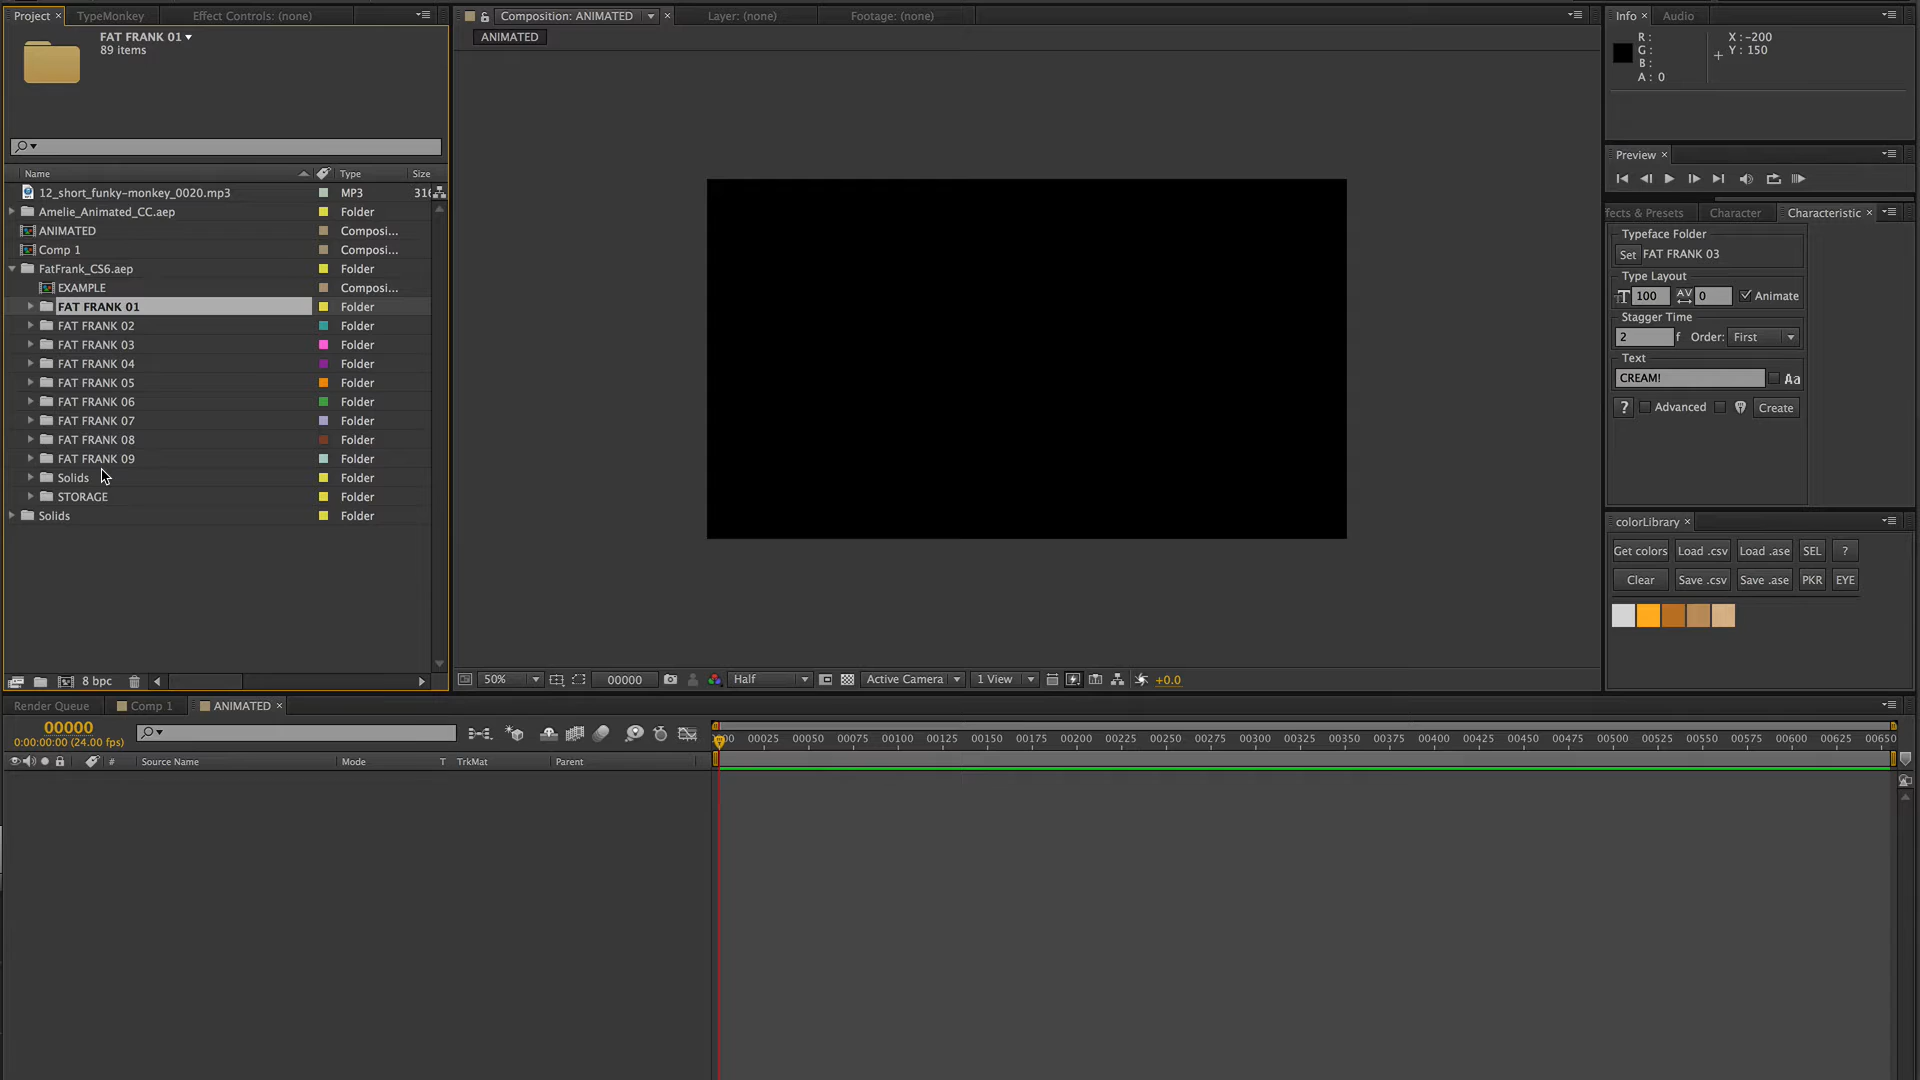 Project × TypeMonkey Effect Controls: (none)
FAT FRANK 01
89 items
Name Type Size
12_short_funky-monkey_0020.mp3 MP3 316
Amelie_Animated_CC.aep Folder
ANIMATED Composi...
Comp 1 Composi...
FatFrank_CS6.aep Folder
EXAMPLE Composi...
FAT FRANK 01 Folder
FAT FRANK 02 Folder
FAT FRANK 03 Folder
FAT FRANK 04 Folder
FAT FRANK 05 Folder
FAT FRANK 06 Folder
FAT FRANK 07 Folder
FAT FRANK 08 Folder
FAT FRANK 09 Folder
Solids Folder
STORAGE Folder
Solids Folder
8 bpc
Composition: ANIMATED × Layer: (none) Footage: (none)
ANIMATED
50% 00000 Half Active Camera 1 View +0.0
Info × Audio
R: X: -200
G: Y: 150
B:
A: 0
Preview ×
ffects & Presets Character Characteristic ×
Typeface Folder
Set FAT FRANK 03
Type Layout
T 100 AV 0 Animate
Stagger Time
2 f Order: First
Text
CREAM! Aa
? Advanced Create
colorLibrary ×
Get colors Load .csv Load .ase SEL ?
Clear Save .csv Save .ase PKR EYE
Render Queue Comp 1 ANIMATED ×
00000
0:00:00:00 (24.00 fps)
# Source Name Mode T TrkMat Parent
00 00025 00050 00075 00100 00125 00150 00175 00200 00225 00250 00275 00300 00325 00350 00375 00400 00425 00450 00475 00500 00525 00550 00575 00600 00625 00650